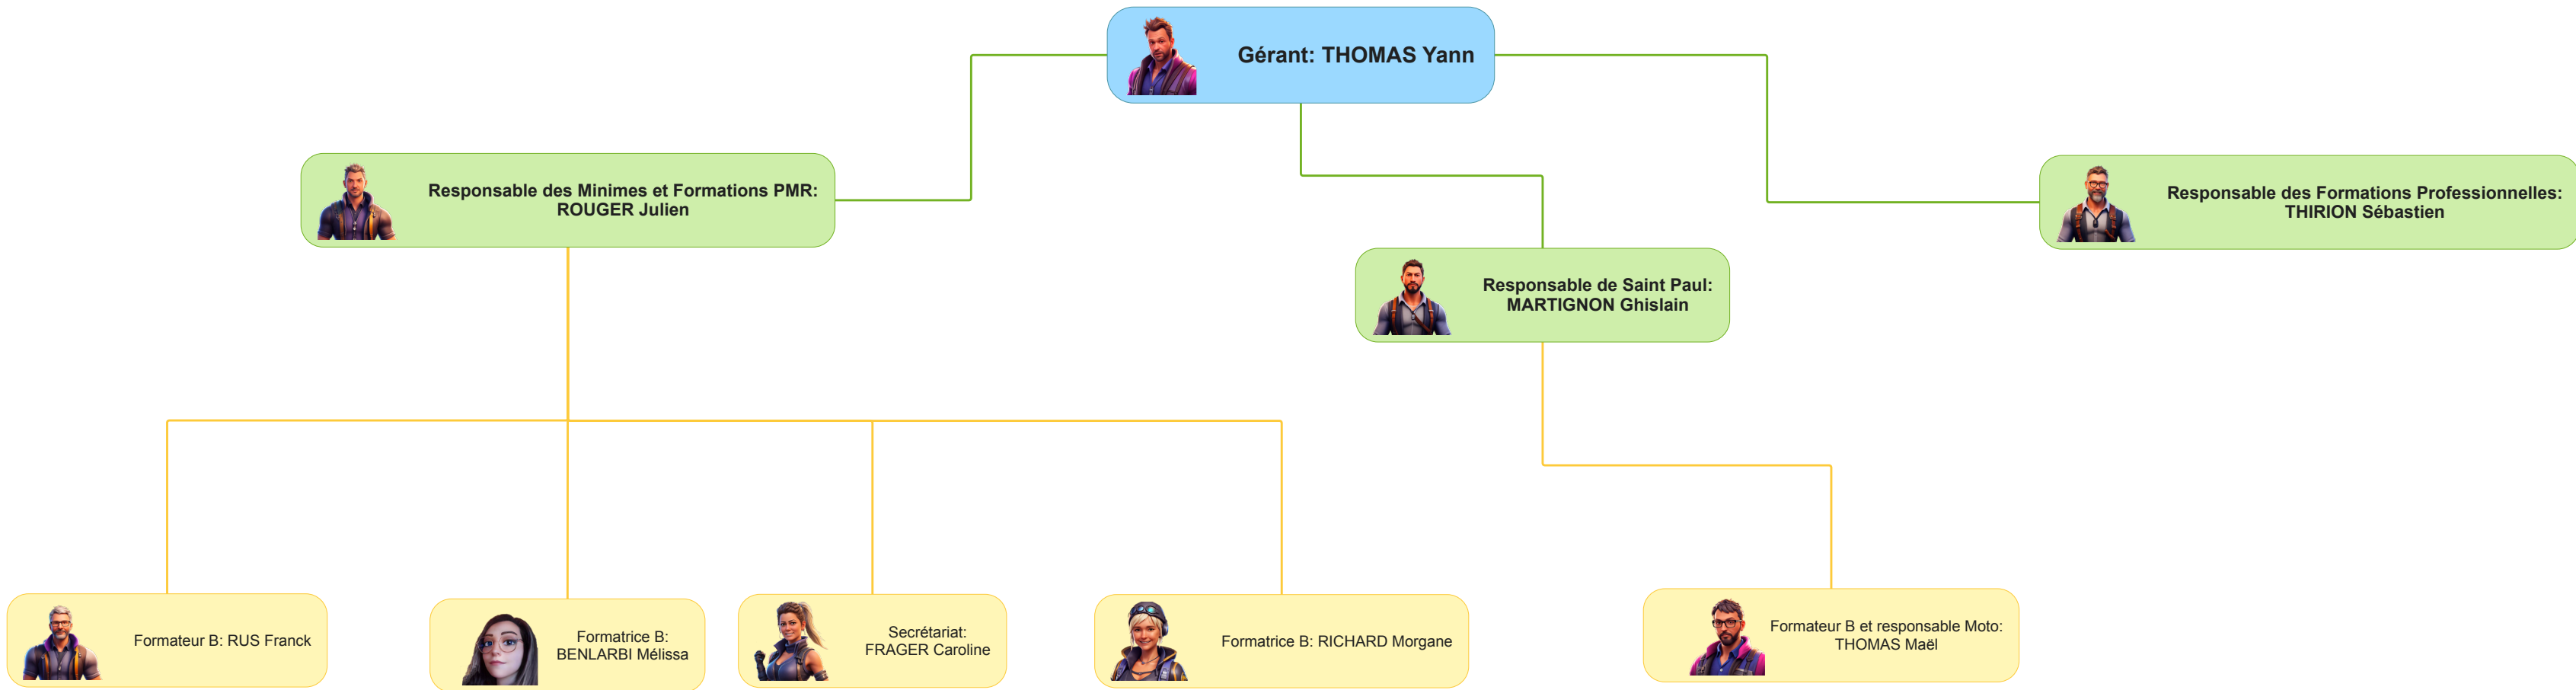 Gérant: THOMAS Yann
Responsable des Minimes et Formations PMR:
ROUGER Julien
Responsable des Formations Professionnelles:
THIRION Sébastien
Responsable de Saint Paul:
MARTIGNON Ghislain
Formateur B: RUS Franck
Formatrice B:
BENLARBI Mélissa
Secrétariat:
FRAGER Caroline
Formatrice B: RICHARD Morgane
Formateur B et responsable Moto:
THOMAS Maël